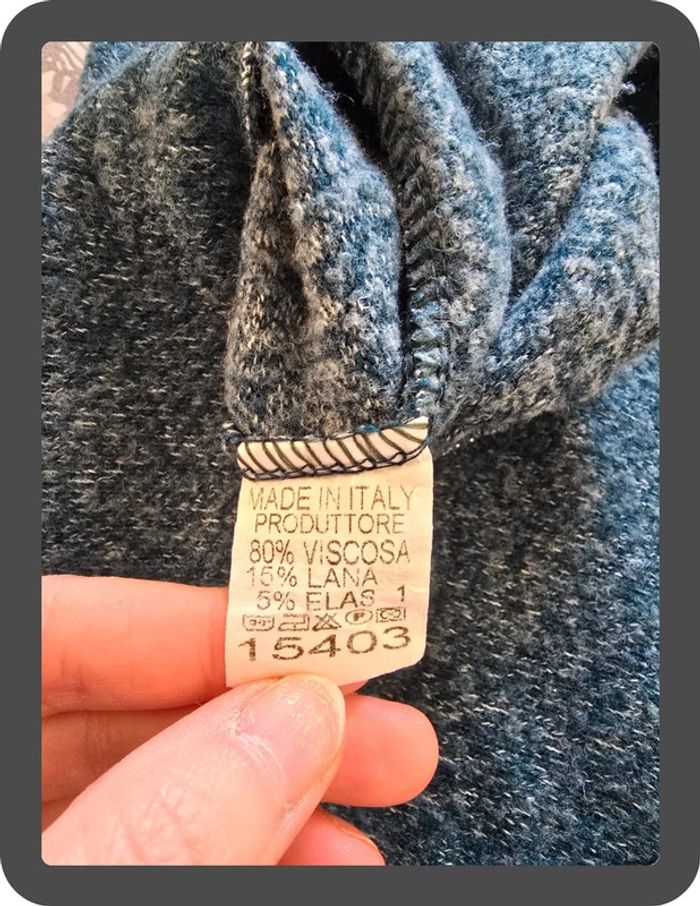 MADE IN ITALY
PRODUTTORE
80% VISCOSA
15% LANA
5% ELAS 1
15403